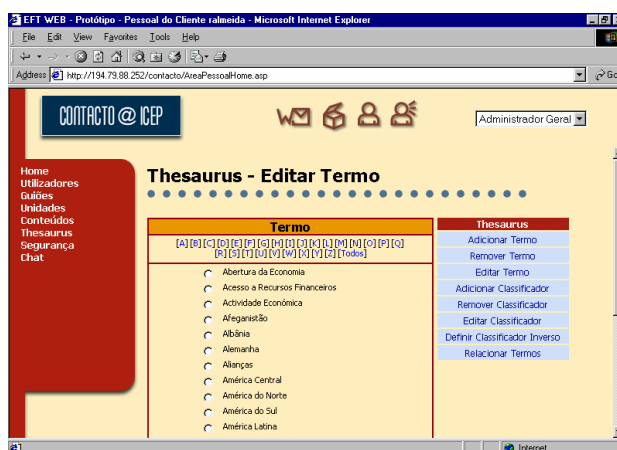 EFT WEB - Protótipo - Pessoal do Cliente ralmeida - Microsoft Internet Explorer
File Edit View Favorites Tools Help
Address http://194.79.88.252/contacto/AreaPessoalHome.asp Go
CONTACTO @ ICEP
Administrador Geral
Home
Utilizadores
Guiões
Unidades
Conteúdos
Thesaurus
Segurança
Chat
Thesaurus - Editar Termo
Termo
[A][B][C][D][E][F][G][H][I][J][K][L][M][N][O][P][Q]
[R][S][T][U][V][W][X][Y][Z][Todos]
Abertura da Economia
Acesso a Recursos Financeiros
Actividade Económica
Afeganistão
Albânia
Alemanha
Alianças
América Central
América do Norte
América do Sul
América Latina
Thesaurus
Adicionar Termo
Remover Termo
Editar Termo
Adicionar Classificador
Remover Classificador
Editar Classificador
Definir Classificador Inverso
Relacionar Termos
Internet